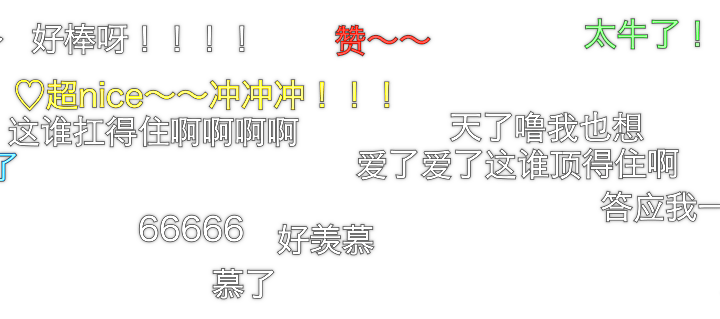 ～ 好棒呀！！！！
赞～～
太牛了！
♡超nice～～冲冲冲！！！
这谁扛得住啊啊啊啊
天了噜我也想
了
爱了爱了这谁顶得住啊
答应我一
66666
好羡慕
慕了